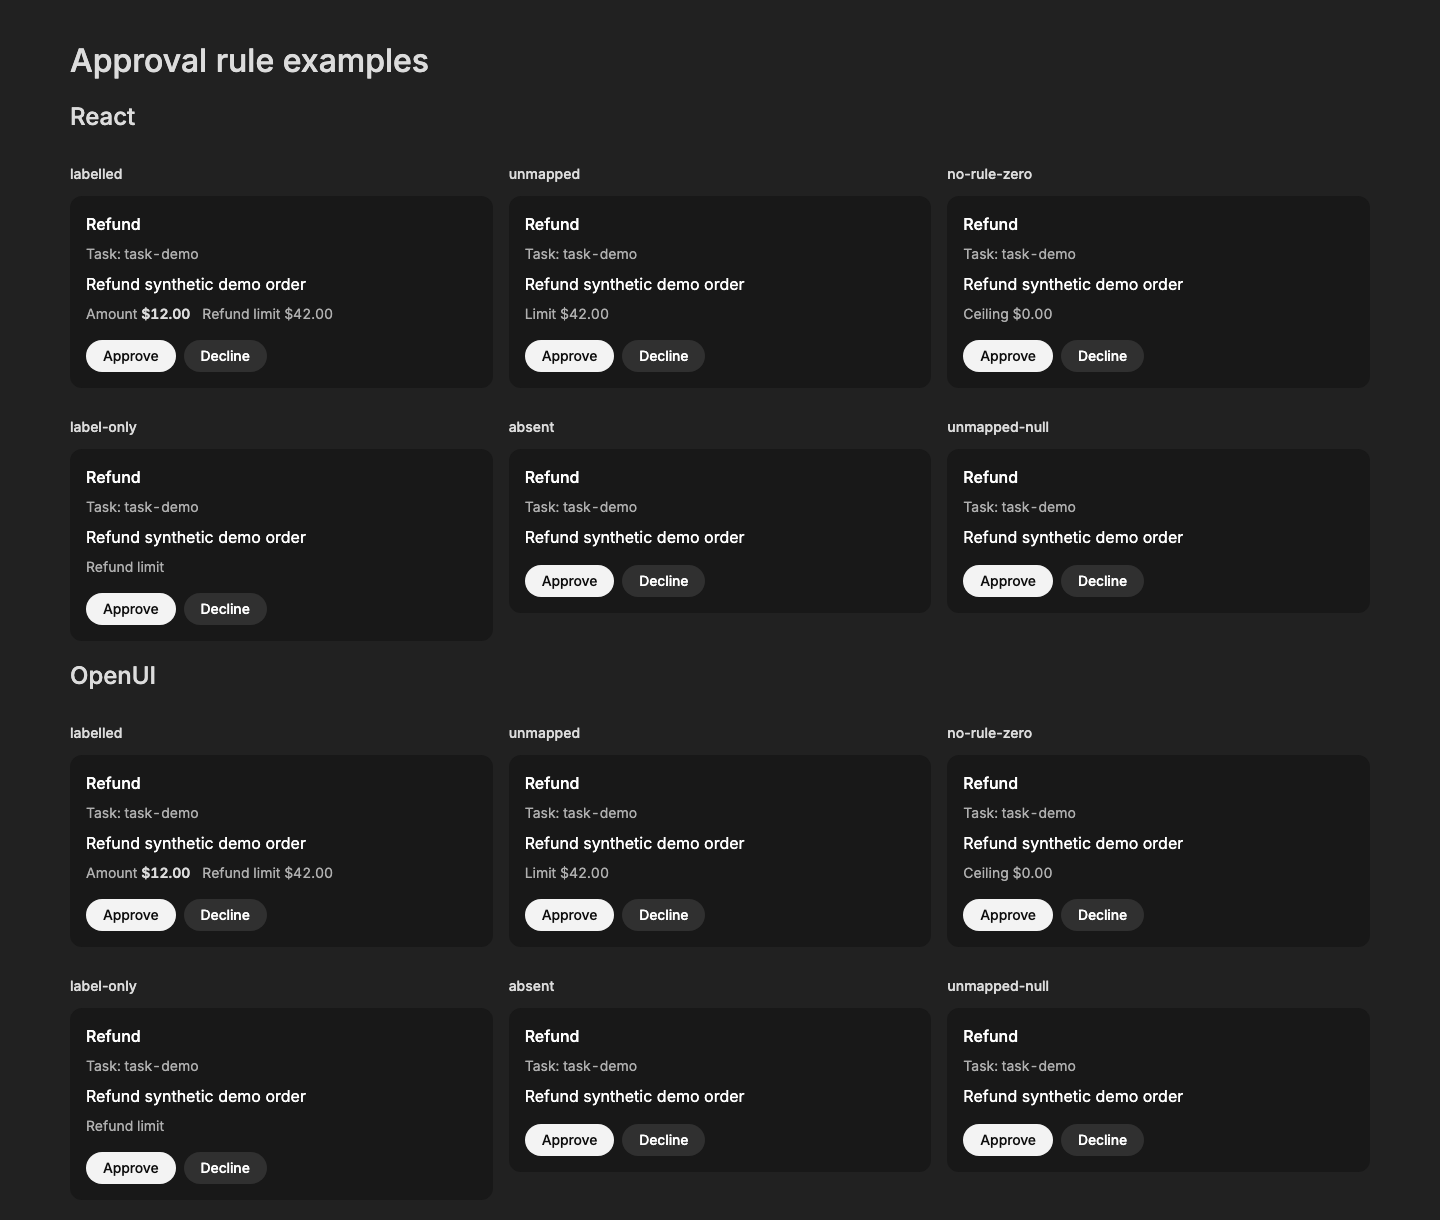 Approval rule examples
React
labelled
Refund
Task: task-demo
Refund synthetic demo order
Amount $12.00 Refund limit $42.00
Approve Decline
unmapped
Refund
Task: task-demo
Refund synthetic demo order
Limit $42.00
Approve Decline
no-rule-zero
Refund
Task: task-demo
Refund synthetic demo order
Ceiling $0.00
Approve Decline
label-only
Refund
Task: task-demo
Refund synthetic demo order
Refund limit
Approve Decline
absent
Refund
Task: task-demo
Refund synthetic demo order
Approve Decline
unmapped-null
Refund
Task: task-demo
Refund synthetic demo order
Approve Decline
OpenUI
labelled
Refund
Task: task-demo
Refund synthetic demo order
Amount $12.00 Refund limit $42.00
Approve Decline
unmapped
Refund
Task: task-demo
Refund synthetic demo order
Limit $42.00
Approve Decline
no-rule-zero
Refund
Task: task-demo
Refund synthetic demo order
Ceiling $0.00
Approve Decline
label-only
Refund
Task: task-demo
Refund synthetic demo order
Refund limit
Approve Decline
absent
Refund
Task: task-demo
Refund synthetic demo order
Approve Decline
unmapped-null
Refund
Task: task-demo
Refund synthetic demo order
Approve Decline